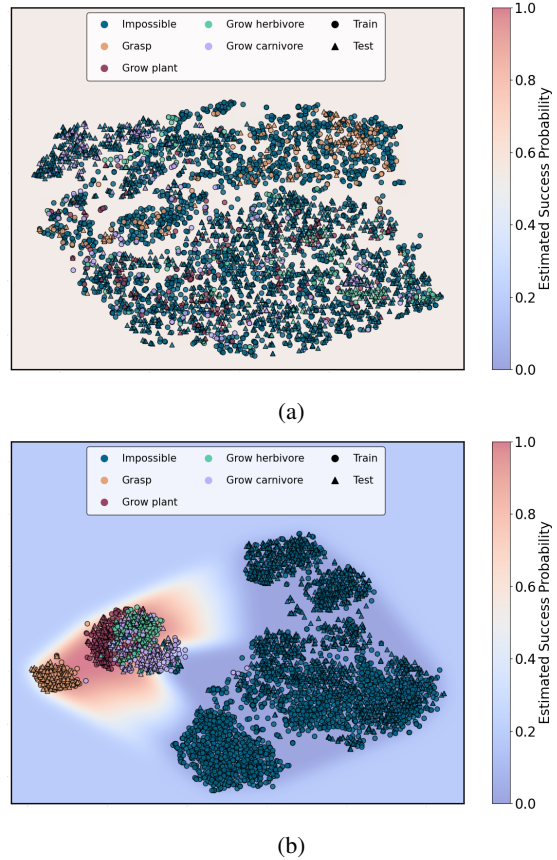 Impossible Grow herbivore Train
Grasp Grow carnivore Test
Grow plant
1.0
0.8
0.6
0.4
0.2
0.0
Estimated Success Probability
(a)
Impossible Grow herbivore Train
Grasp Grow carnivore Test
Grow plant
1.0
0.8
0.6
0.4
0.2
0.0
Estimated Success Probability
(b)